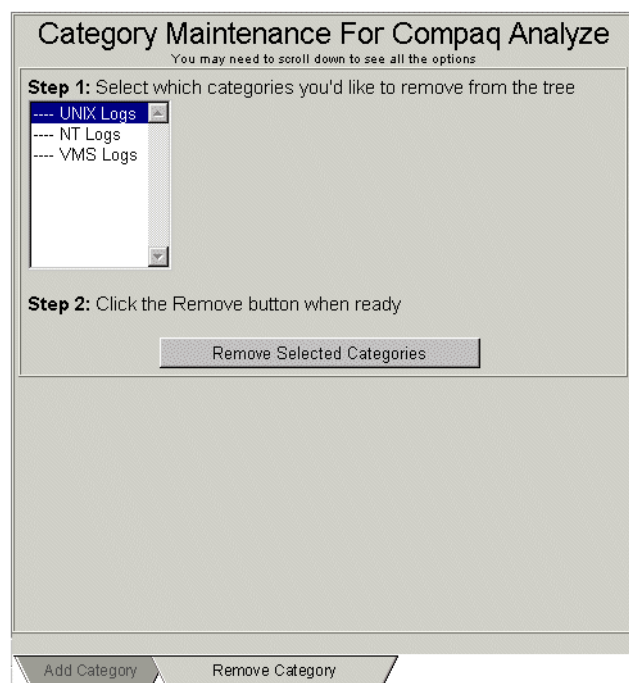 Category Maintenance For Compaq Analyze
You may need to scroll down to see all the options
Step 1: Select which categories you'd like to remove from the tree
---- UNIX Logs
---- NT Logs
---- VMS Logs
Step 2: Click the Remove button when ready
Remove Selected Categories
Add Category
Remove Category